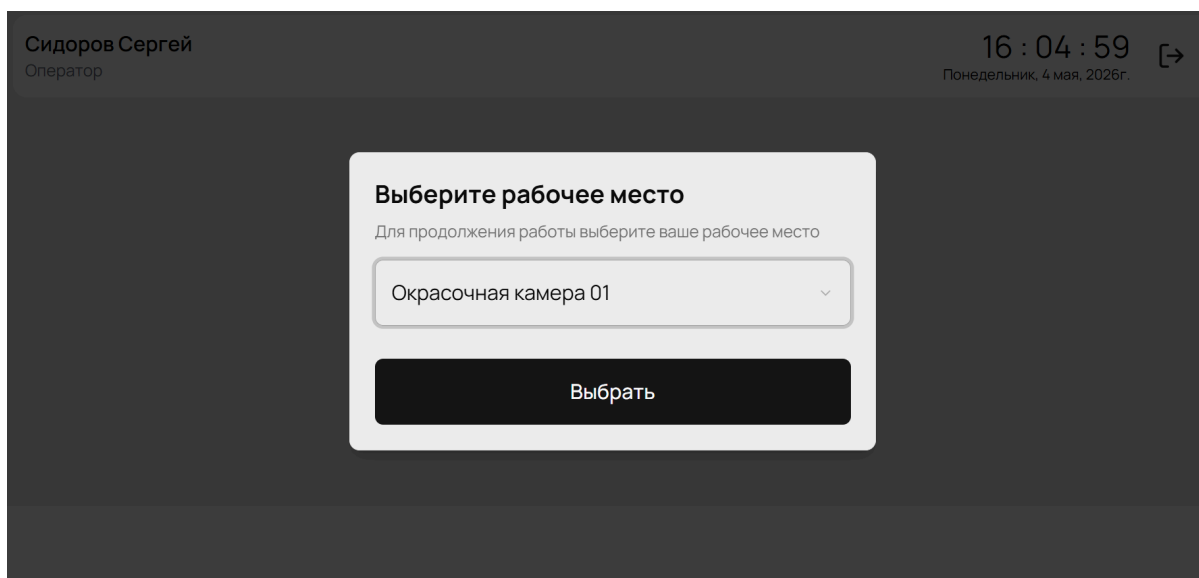 Сидоров Сергей
Оператор
16 : 04 : 59
Понедельник, 4 мая, 2026г.
Выберите рабочее место
Для продолжения работы выберите ваше рабочее место
Окрасочная камера 01
Выбрать